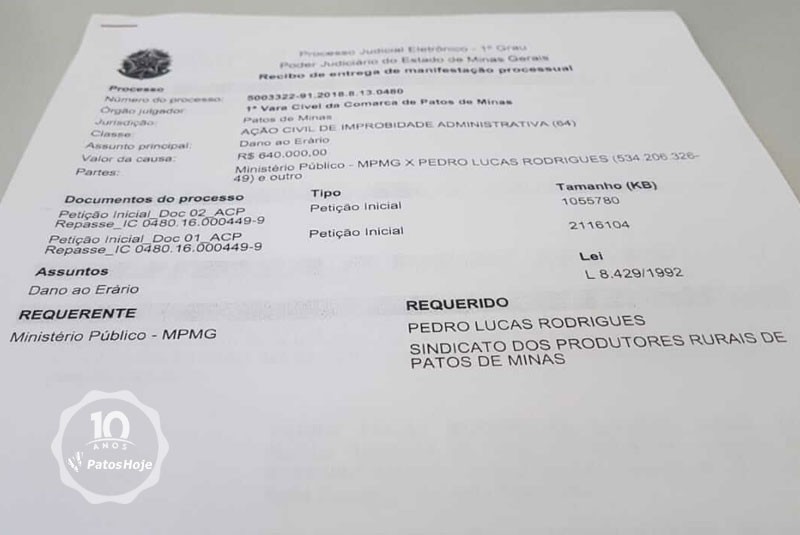 Processo Judicial Eletrônico - 1º Grau
Poder Judiciário do Estado de Minas Gerais
Recibo de entrega de manifestação processual
Processo
Número do processo: 5003322-91.2018.8.13.0480
Órgão julgador: 1ª Vara Cível da Comarca de Patos de Minas
Jurisdição: Patos de Minas
Classe: AÇÃO CIVIL DE IMPROBIDADE ADMINISTRATIVA (64)
Assunto principal: Dano ao Erário
Valor da causa: R$ 640.000,00
Partes: Ministério Público - MPMG X PEDRO LUCAS RODRIGUES (534.206.326-
49) e outro
Documentos do processo Tipo Tamanho (KB)
Petição Inicial_Doc 02_ACP Petição Inicial 1055780
Repasse_IC 0480.16.000449-9
Petição Inicial_Doc 01_ACP Petição Inicial 2116104
Repasse_IC 0480.16.000449-9
Assuntos Lei
Dano ao Erário L 8.429/1992
REQUERENTE REQUERIDO
Ministério Público - MPMG PEDRO LUCAS RODRIGUES
SINDICATO DOS PRODUTORES RURAIS DE
PATOS DE MINAS
10
ANOS
PatosHoje